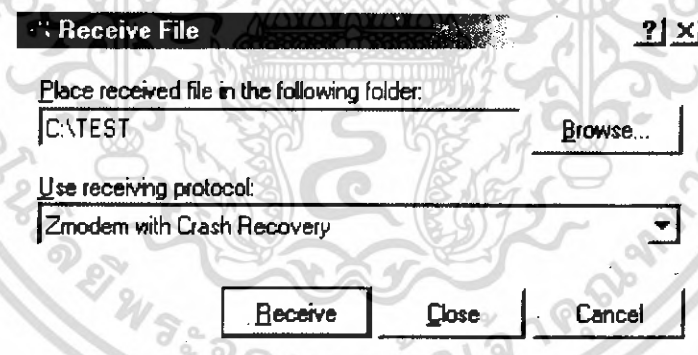 Receive File
Place received file in the following folder:
C:\TEST
Browse...
Use receiving protocol:
Zmodem with Crash Recovery
Receive Close Cancel